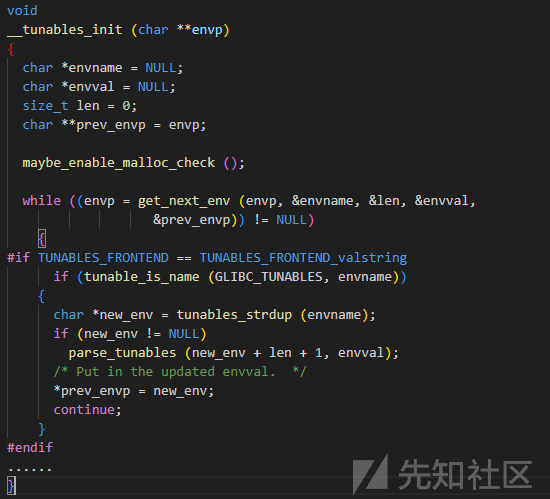 void
__tunables_init (char **envp)
{
  char *envname = NULL;
  char *envval = NULL;
  size_t len = 0;
  char **prev_envp = envp;

  maybe_enable_malloc_check ();

  while ((envp = get_next_env (envp, &envname, &len, &envval,
                   &prev_envp)) != NULL)
    {
#if TUNABLES_FRONTEND == TUNABLES_FRONTEND_valstring
      if (tunable_is_name (GLIBC_TUNABLES, envname))
    {
      char *new_env = tunables_strdup (envname);
      if (new_env != NULL)
        parse_tunables (new_env + len + 1, envval);
      /* Put in the updated envval.  */
      *prev_envp = new_env;
      continue;
    }
#endif
......
}
先知社区